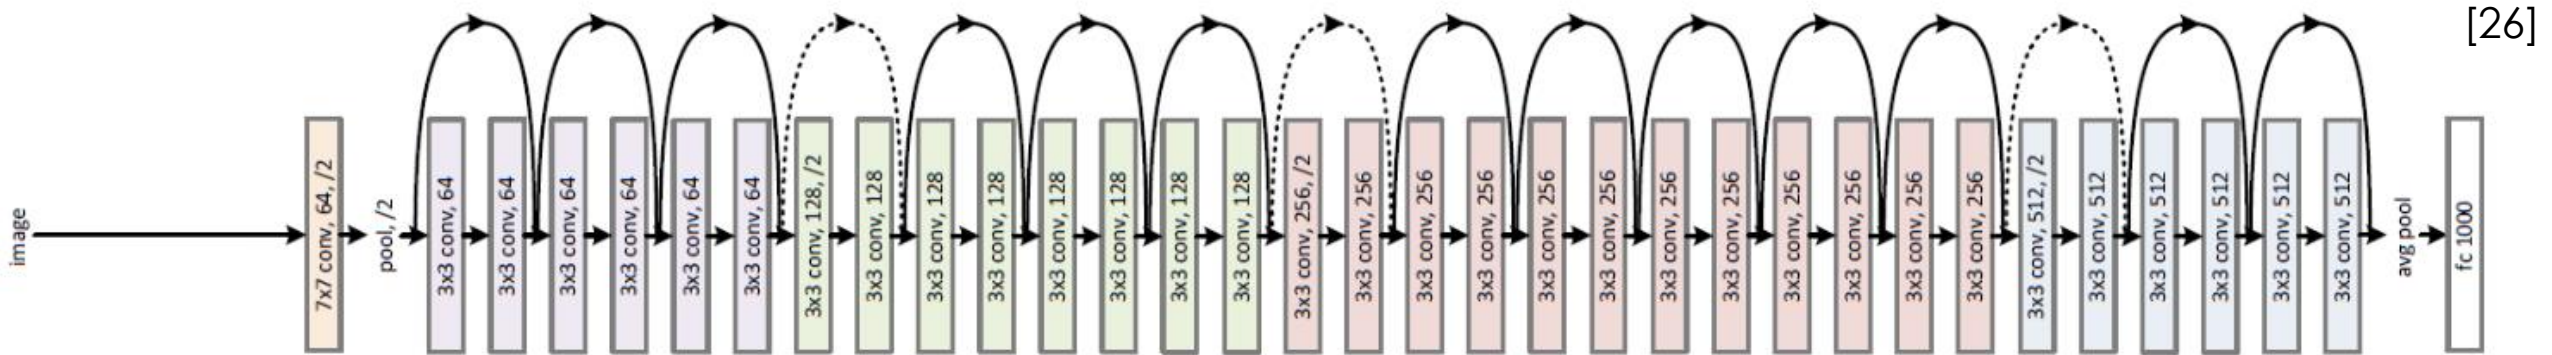 [26]
image
7x7 conv, 64, /2
pool, /2
3x3 conv, 64
3x3 conv, 64
3x3 conv, 64
3x3 conv, 64
3x3 conv, 64
3x3 conv, 64
3x3 conv, 128, /2
3x3 conv, 128
3x3 conv, 128
3x3 conv, 128
3x3 conv, 128
3x3 conv, 128
3x3 conv, 128
3x3 conv, 128
3x3 conv, 256, /2
3x3 conv, 256
3x3 conv, 256
3x3 conv, 256
3x3 conv, 256
3x3 conv, 256
3x3 conv, 256
3x3 conv, 256
3x3 conv, 256
3x3 conv, 256
3x3 conv, 256
3x3 conv, 256
3x3 conv, 512, /2
3x3 conv, 512
3x3 conv, 512
3x3 conv, 512
3x3 conv, 512
3x3 conv, 512
avg pool
fc 1000